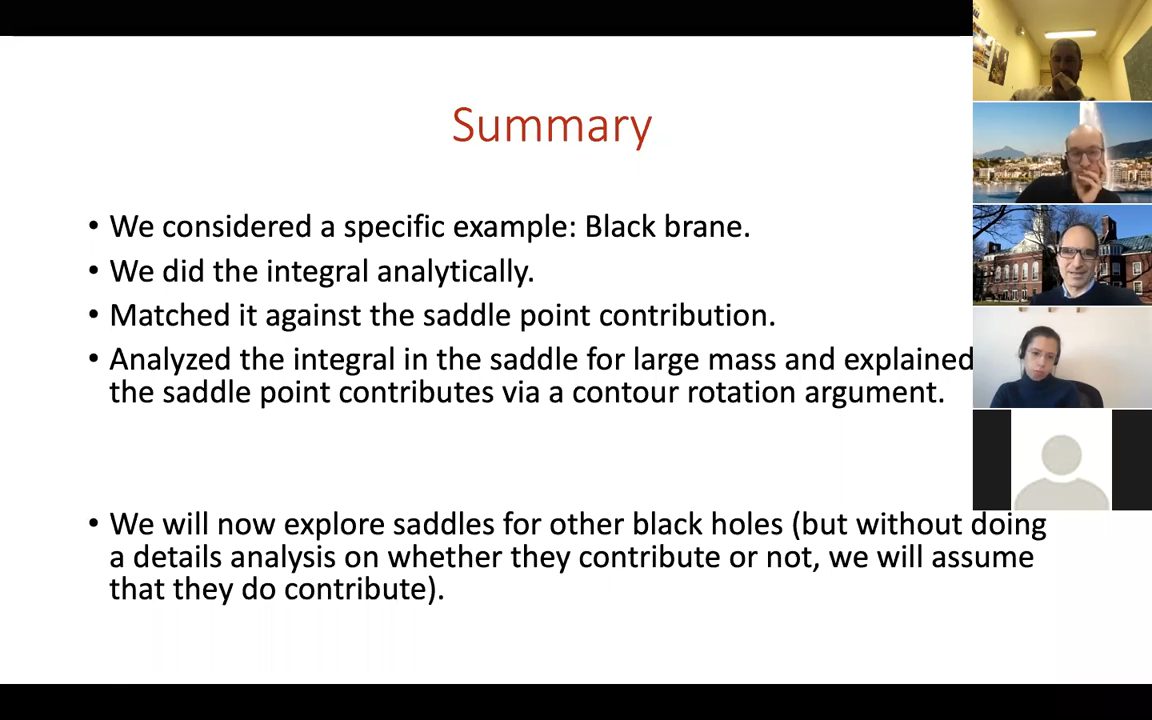 Summary
• We considered a specific example: Black brane.
• We did the integral analytically.
• Matched it against the saddle point contribution.
• Analyzed the integral in the saddle for large mass and explained
the saddle point contributes via a contour rotation argument.
• We will now explore saddles for other black holes (but without doing
a details analysis on whether they contribute or not, we will assume
that they do contribute).